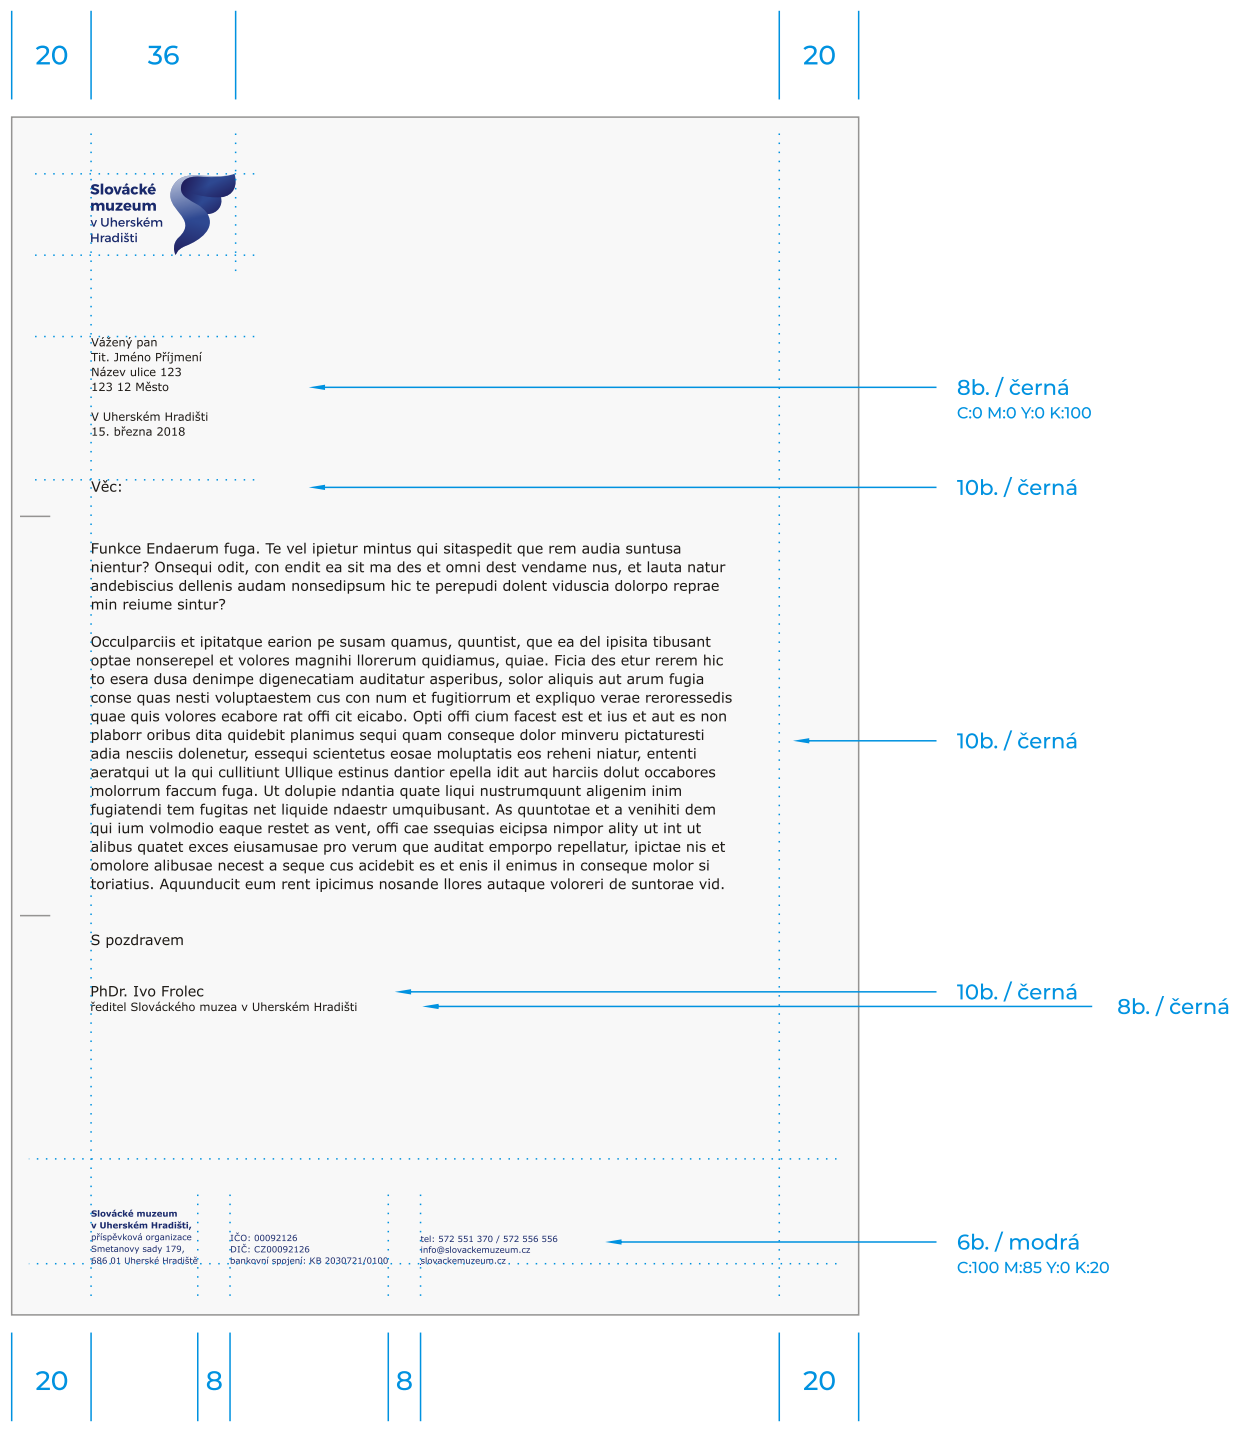 20 36 20
Slovácké
muzeum
v Uherském
Hradišti
Vážený pan
Tit. Jméno Příjmení
Název ulice 123
123 12 Město
8b. / černá
C:0 M:0 Y:0 K:100
V Uherském Hradišti
15. března 2018
Věc:
10b. / černá
Funkce Endaerum fuga. Te vel ipietur mintus qui sitaspedit que rem audia suntusa
nientur? Onsequi odit, con endit ea sit ma des et omni dest vendame nus, et lauta natur
andebiscius dellenis audam nonsedipsum hic te perepudi dolent viduscia dolorpo reprae
min reiume sintur?
Occulparciis et ipitatque earion pe susam quamus, quuntist, que ea del ipisita tibusant
optae nonserepel et volores magnihi llorerum quidiamus, quiae. Ficia des etur rerem hic
to esera dusa denimpe digenecatiam auditatur asperibus, solor aliquis aut arum fugia
conse quas nesti voluptaestem cus con num et fugitiorrum et expliquo verae reroressedis
quae quis volores ecabore rat offi cit eicabo. Opti offi cium facest est et ius et aut es non
plaborr oribus dita quidebit planimus sequi quam conseque dolor minveru pictaturesti
10b. / černá
adia nesciis dolenetur, essequi scientetus eosae moluptatis eos reheni niatur, ententi
aeratqui ut la qui cullitiunt Ullique estinus dantior epella idit aut harciis dolut occabores
molorrum faccum fuga. Ut dolupie ndantia quate liqui nustrumquunt aligenim inim
fugiatendi tem fugitas net liquide ndaestr umquibusant. As quuntotae et a venihiti dem
qui ium volmodio eaque restet as vent, offi cae ssequias eicipsa nimpor ality ut int ut
alibus quatet exces eiusamusae pro verum que auditat emporpo repellatur, ipictae nis et
omolore alibusae necest a seque cus acidebit es et enis il enimus in conseque molor si
toriatius. Aquunducit eum rent ipicimus nosande llores autaque voloreri de suntorae vid.
S pozdravem
PhDr. Ivo Frolec
10b. / černá
ředitel Slováckého muzea v Uherském Hradišti
8b. / černá
Slovácké muzeum
v Uherském Hradišti,
příspěvková organizace
Smetanovy sady 179,
686 01 Uherské Hradiště
IČO: 00092126
DIČ: CZ00092126
bankovní spojení: KB 2030721/0100
tel: 572 551 370 / 572 556 556
info@slovackemuzeum.cz
slovackemuzeum.cz
6b. / modrá
C:100 M:85 Y:0 K:20
20 8 8 20